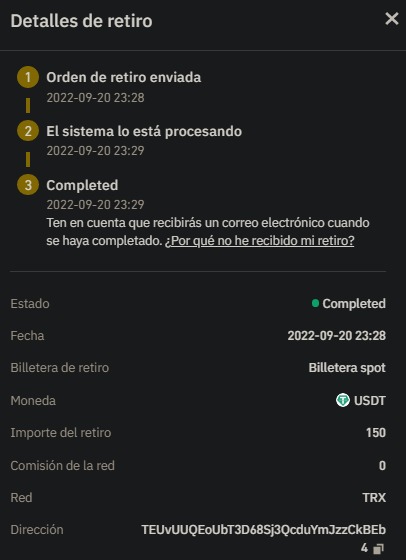 Detalles de retiro
1 Orden de retiro enviada
2022-09-20 23:28
2 El sistema lo está procesando
2022-09-20 23:29
3 Completed
2022-09-20 23:29
Ten en cuenta que recibirás un correo electrónico cuando
se haya completado. ¿Por qué no he recibido mi retiro?
Estado Completed
Fecha 2022-09-20 23:28
Billetera de retiro Billetera spot
Moneda USDT
Importe del retiro 150
Comisión de la red 0
Red TRX
Dirección TEUvUUQEoUbT3D68Sj3QcduYmJzzCkBEb
4